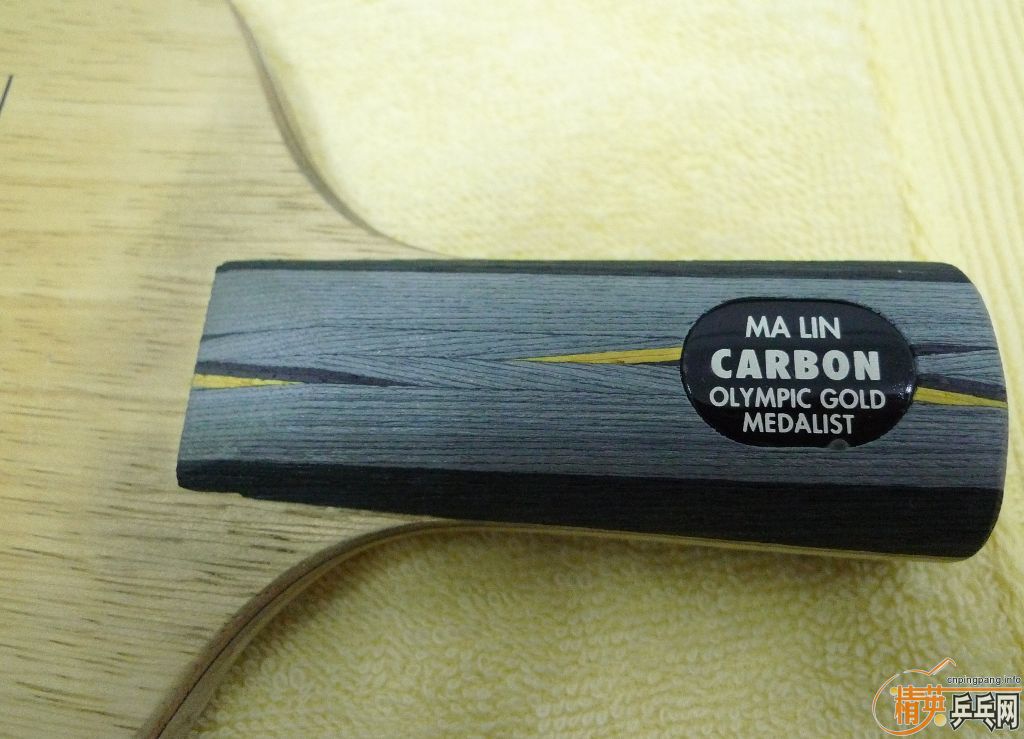 MA LIN
CARBON
OLYMPIC GOLD
MEDALIST
cnpingpang.info
精英乒乓网